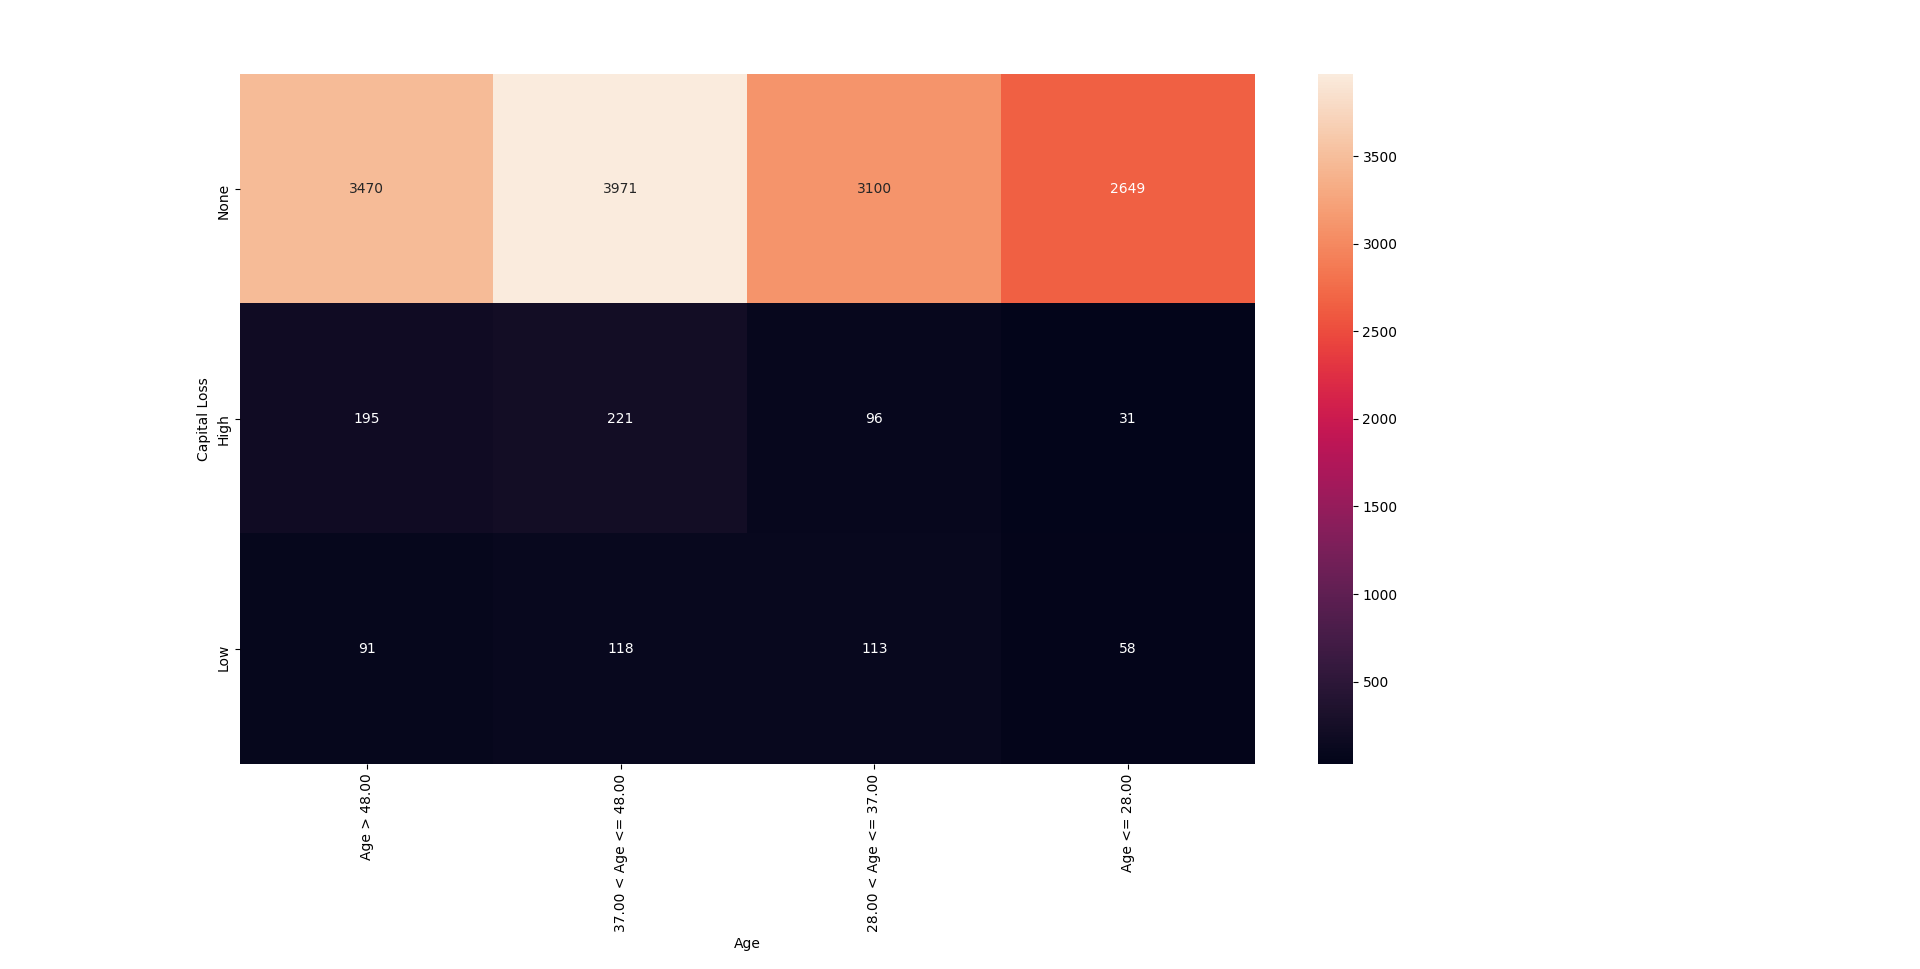 3470 3971 3100 2649
195 221 96 31
91 118 113 58
None
High
Low
Capital Loss
Age > 48.00
37.00 < Age <= 48.00
28.00 < Age <= 37.00
Age <= 28.00
Age
3500
3000
2500
2000
1500
1000
500